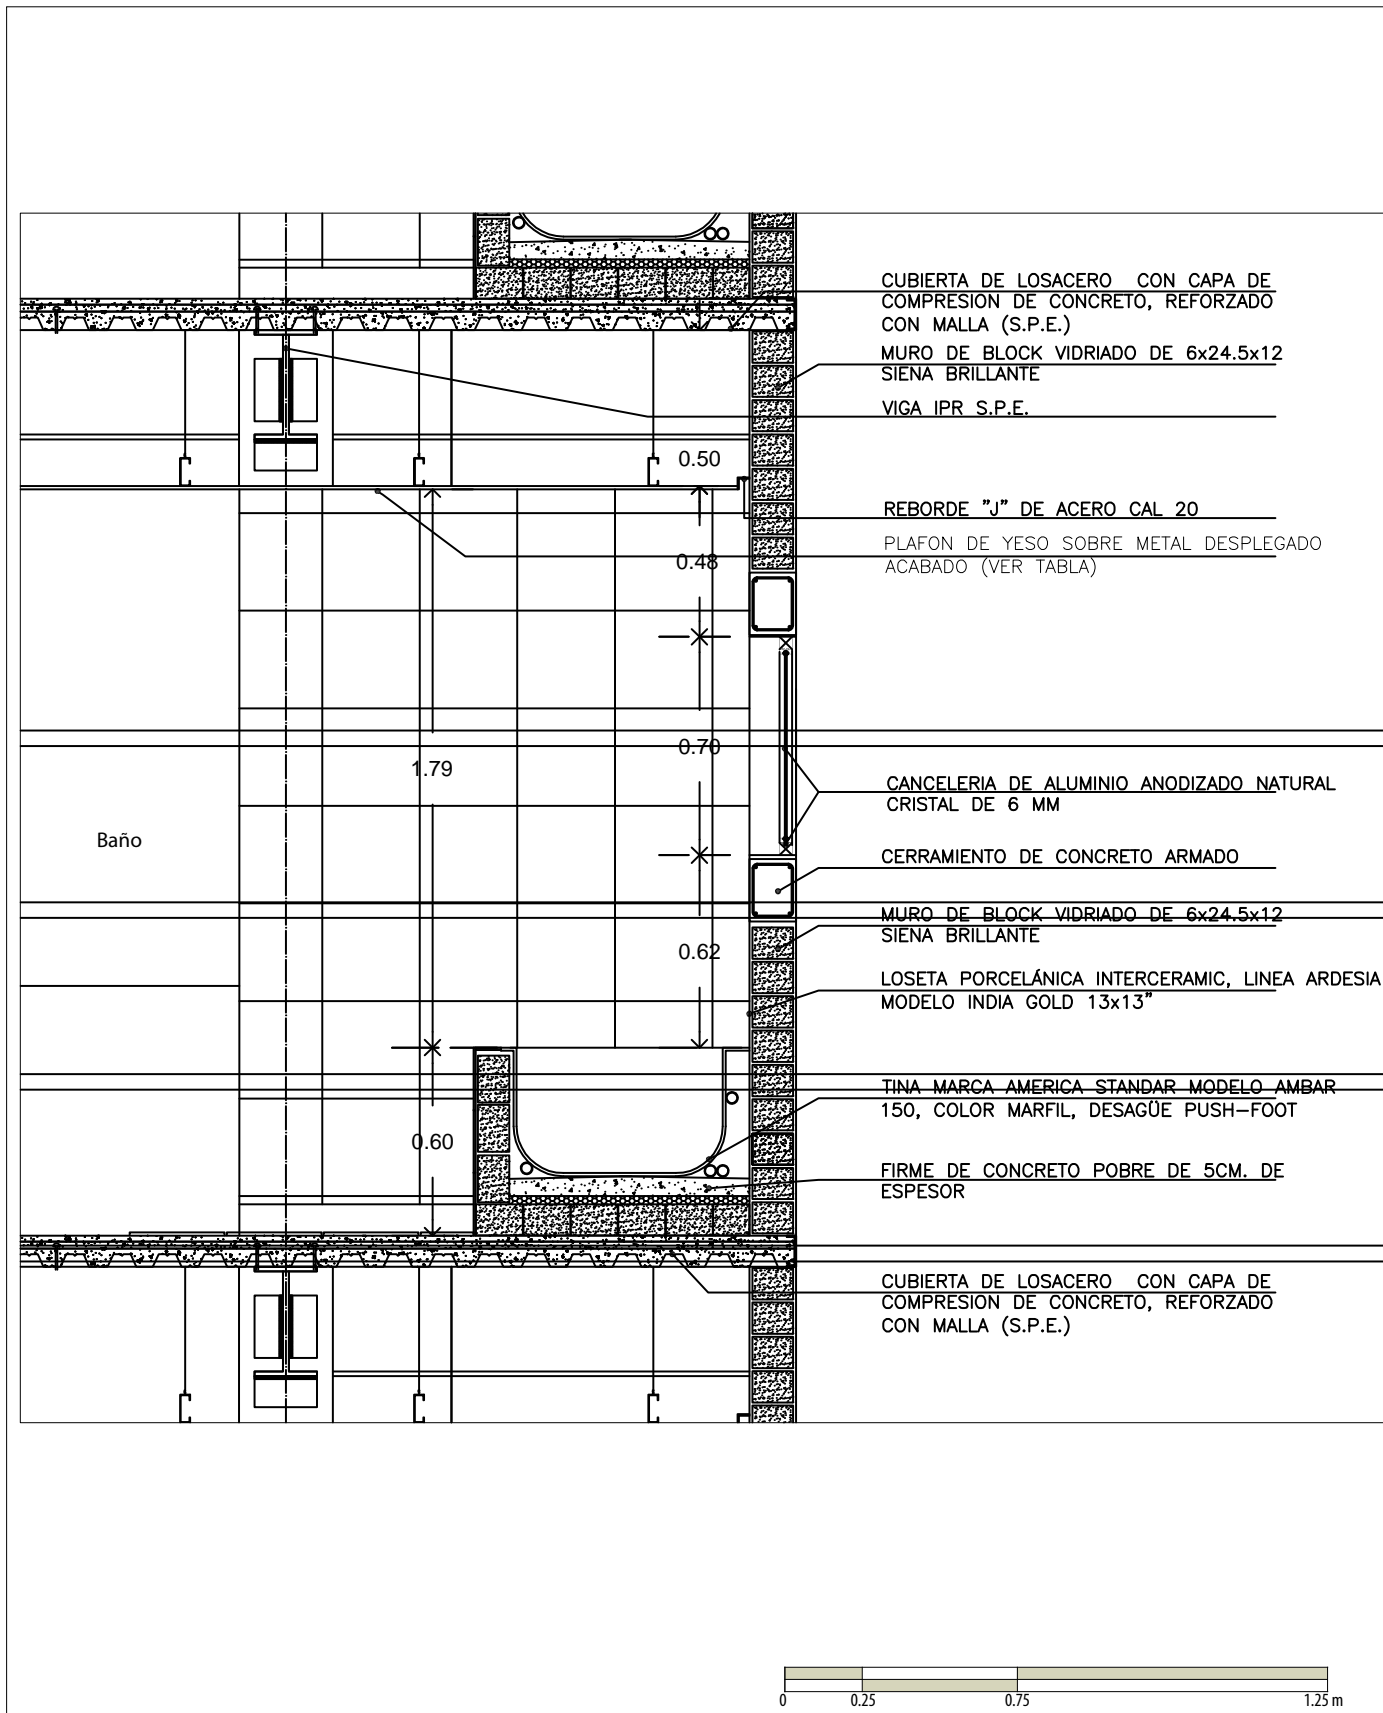 CUBIERTA DE LOSACERO CON CAPA DE
COMPRESION DE CONCRETO, REFORZADO
CON MALLA (S.P.E.)
MURO DE BLOCK VIDRIADO DE 6x24.5x12
SIENA BRILLANTE
VIGA IPR S.P.E.
0.50
REBORDE "J" DE ACERO CAL 20
PLAFON DE YESO SOBRE METAL DESPLEGADO
ACABADO (VER TABLA)
0.48
0.70
1.79
CANCELERIA DE ALUMINIO ANODIZADO NATURAL
CRISTAL DE 6 MM
Baño
CERRAMIENTO DE CONCRETO ARMADO
MURO DE BLOCK VIDRIADO DE 6x24.5x12
SIENA BRILLANTE
0.62
LOSETA PORCELÁNICA INTERCERAMIC, LINEA ARDESIA
MODELO INDIA GOLD 13x13"
TINA MARCA AMERICA STANDAR MODELO AMBAR
150, COLOR MARFIL, DESAGÜE PUSH-FOOT
0.60
FIRME DE CONCRETO POBRE DE 5CM. DE
ESPESOR
CUBIERTA DE LOSACERO CON CAPA DE
COMPRESION DE CONCRETO, REFORZADO
CON MALLA (S.P.E.)
0 0.25 0.75 1.25 m